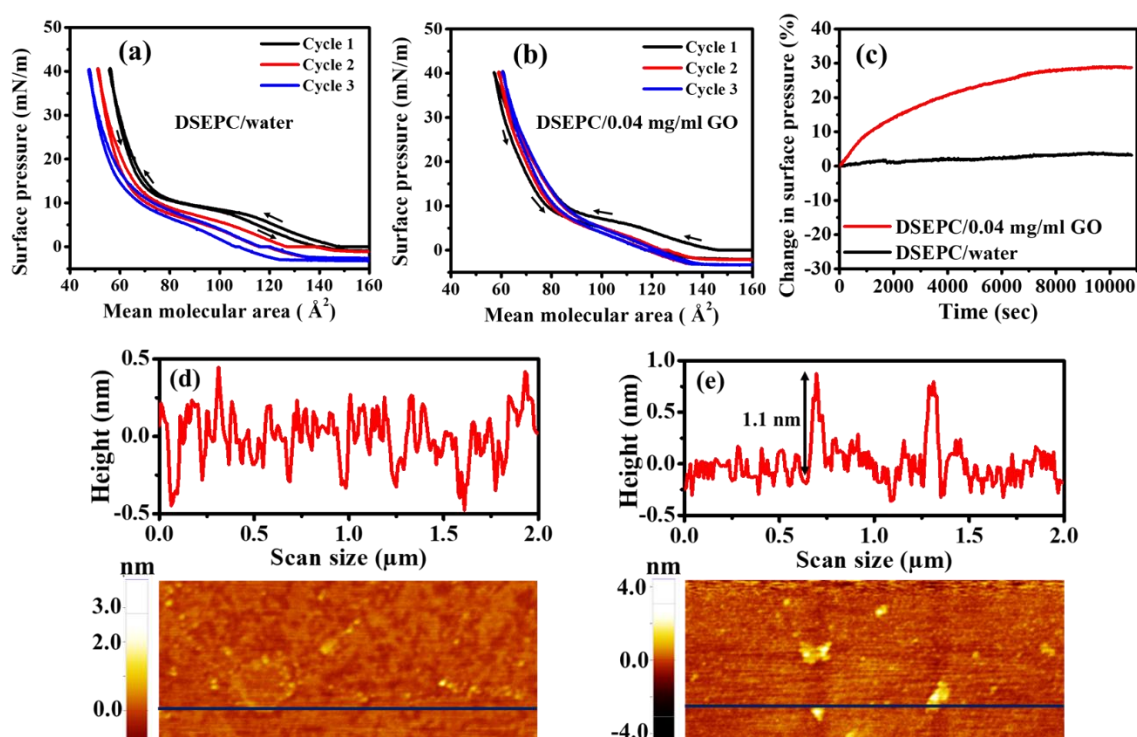 (a)
Cycle 1
Cycle 2
Cycle 3
DSEPC/water
Surface pressure (mN/m)
50
40
30
20
10
0
40 60 80 100 120 140 160
Mean molecular area ( Å²)
(b)
Cycle 1
Cycle 2
Cycle 3
DSEPC/0.04 mg/ml GO
Surface pressure (mN/m)
50
40
30
20
10
0
40 60 80 100 120 140 160
Mean molecular area ( Å²)
(c)
Change in surface pressure (%)
40
30
20
10
0
-10
-20
-30
DSEPC/0.04 mg/ml GO
DSEPC/water
0 2000 4000 6000 8000 10000
Time (sec)
(d)
Height (nm)
0.5
0.0
-0.5
0.0 0.5 1.0 1.5 2.0
Scan size (µm)
(e)
1.1 nm
Height (nm)
1.0
0.5
0.0
-0.5
0.0 0.5 1.0 1.5 2.0
Scan size (µm)
nm
3.0
2.0
0.0
nm
4.0
0.0
-4.0